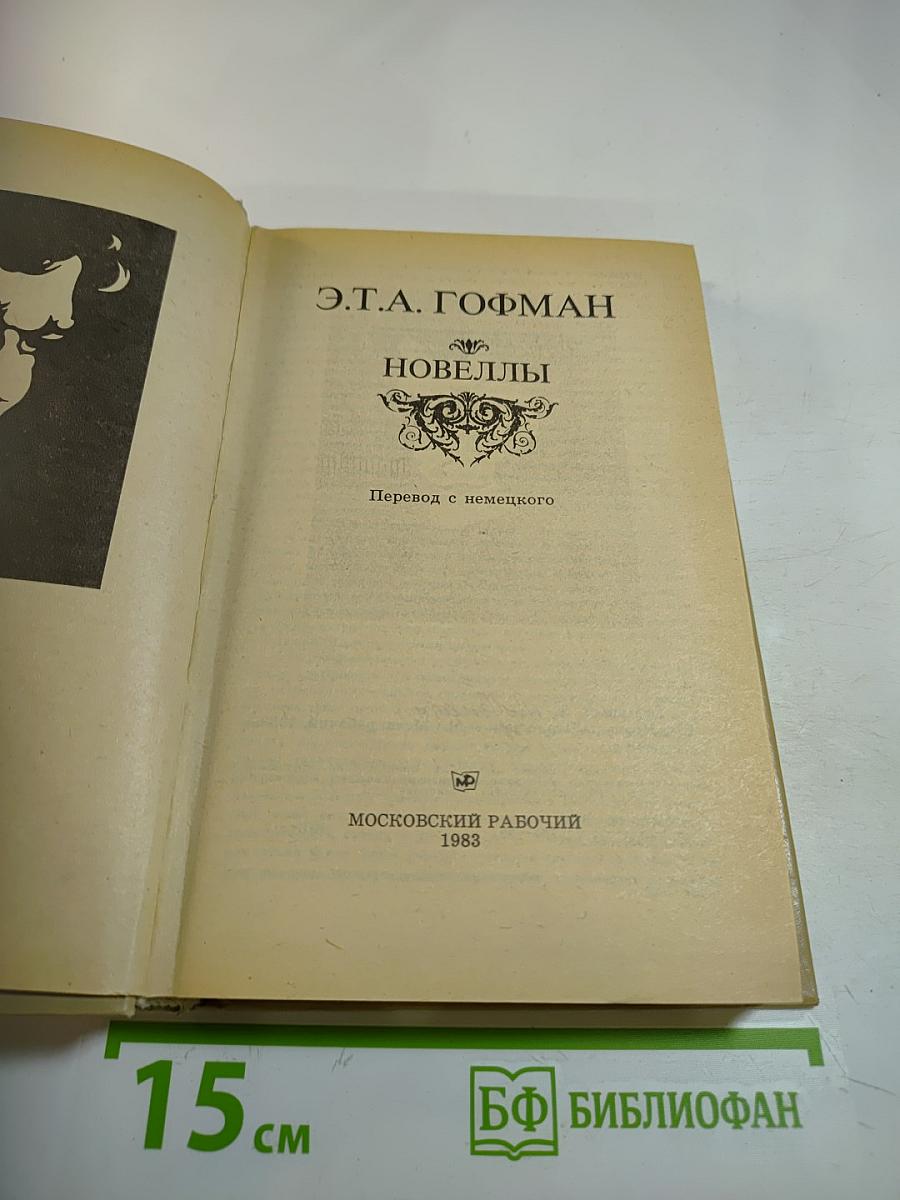 Э.Т.А. ГОФМАН
НОВЕЛЛЫ
Перевод с немецкого
МР
МОСКОВСКИЙ РАБОЧИЙ
1983
15 см
БФ БИБЛИОФАН